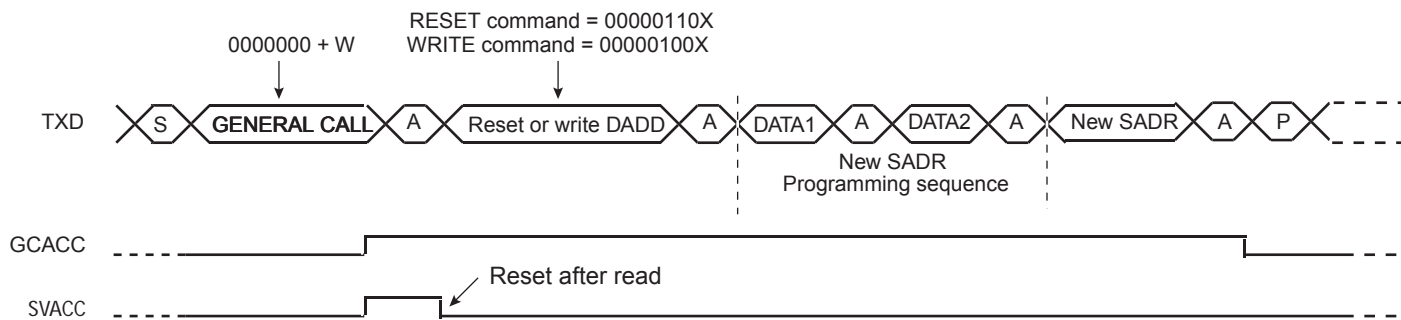 RESET command = 00000110X
0000000 + W
WRITE command = 00000100X
TXD
S
GENERAL CALL
A
Reset or write DADD
A
DATA1
A
DATA2
A
New SADR
A
P
New SADR
Programming sequence
GCACC
Reset after read
SVACC